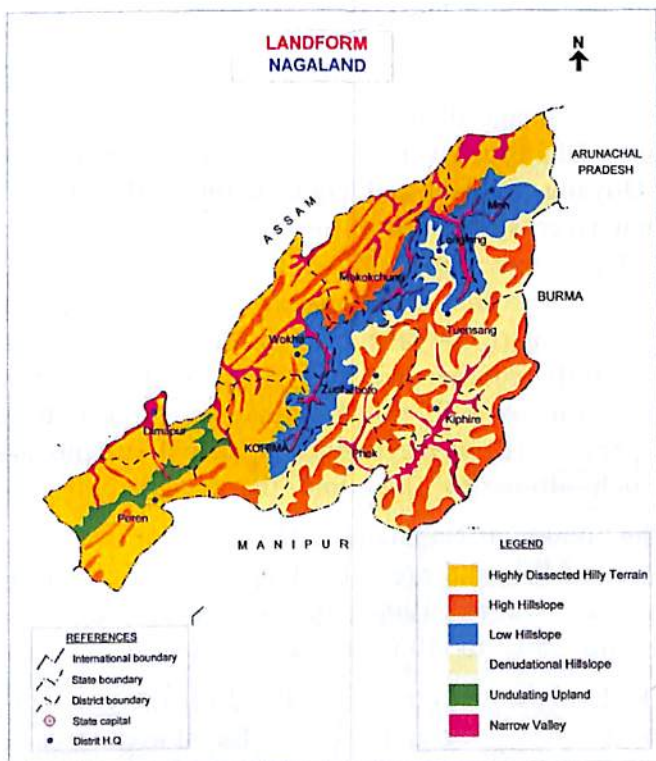 LANDFORM
NAGALAND
N
ARUNACHAL
PRADESH
ASSAM
Mon
Longleng
Mokokchung
BURMA
Tuensang
Wokha
Zunheboto
Kiphire
Dimapur
KOHIMA
Phek
Peren
MANIPUR
LEGEND
Highly Dissected Hilly Terrain
High Hillslope
Low Hillslope
Denudational Hillslope
Undulating Upland
Narrow Valley
REFERENCES
International boundary
State boundary
District boundary
State capital
Distrit H.Q